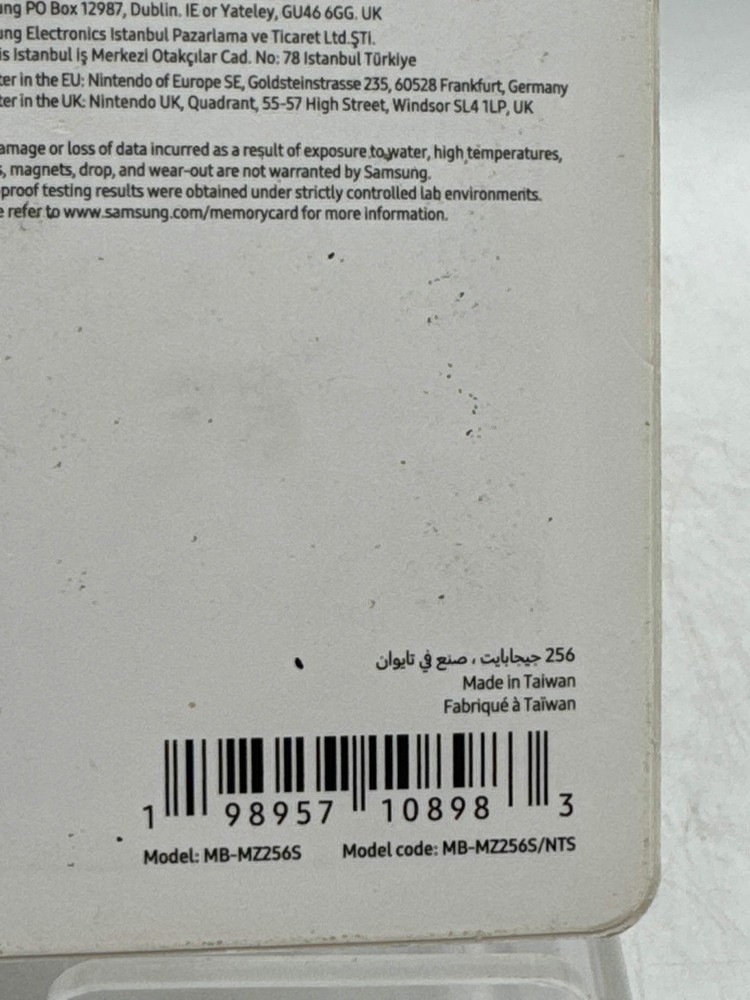 ung PO Box 12987, Dublin. IE or Yateley, GU46 6GG. UK
ung Electronics Istanbul Pazarlama ve Ticaret Ltd.ŞTİ.
is Istanbul İş Merkezi Otakçılar Cad. No: 78 Istanbul Türkiye
ter in the EU: Nintendo of Europe SE, Goldsteinstrasse 235, 60528 Frankfurt, Germany
ter in the UK: Nintendo UK, Quadrant, 55-57 High Street, Windsor SL4 1LP, UK
amage or loss of data incurred as a result of exposure to water, high temperatures,
s, magnets, drop, and wear-out are not warranted by Samsung.
proof testing results were obtained under strictly controlled lab environments.
e refer to www.samsung.com/memorycard for more information.
256 جيجابايت، صنع في تايوان
Made in Taiwan
Fabriqué à Taïwan
1 98957 10898 3
Model: MB-MZ256S Model code: MB-MZ256S/NTS